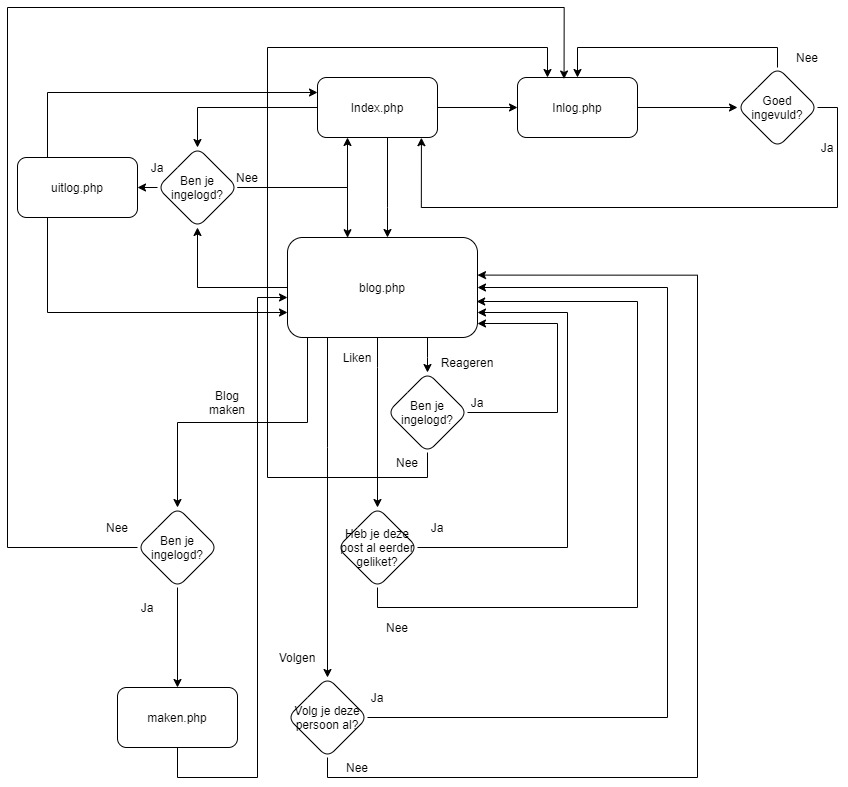 Nee
Index.php
Inlog.php
Goed
ingevuld?
Ja
Ja
Nee
uitlog.php
Ben je
ingelogd?
blog.php
Liken
Reageren
Blog
maken
Ben je
ingelogd?
Ja
Nee
Nee
Ben je
ingelogd?
Heb je deze
post al eerder
geliket?
Ja
Ja
Nee
Volgen
maken.php
Volg je deze
persoon al?
Ja
Nee